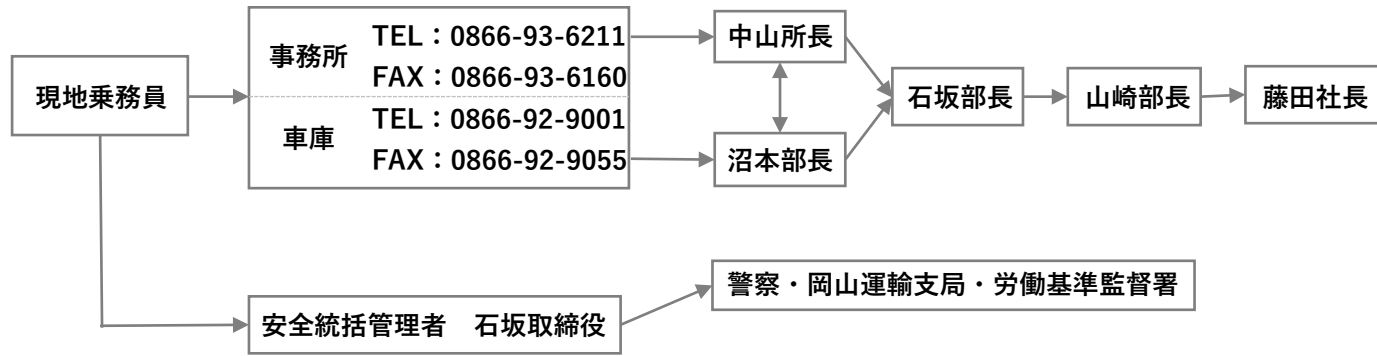 現地乗務員
事務所
TEL：0866-93-6211
FAX：0866-93-6160
車庫
TEL：0866-92-9001
FAX：0866-92-9055
中山所長
沼本部長
石坂部長
山崎部長
藤田社長
安全統括管理者　石坂取締役
警察・岡山運輸支局・労働基準監督署